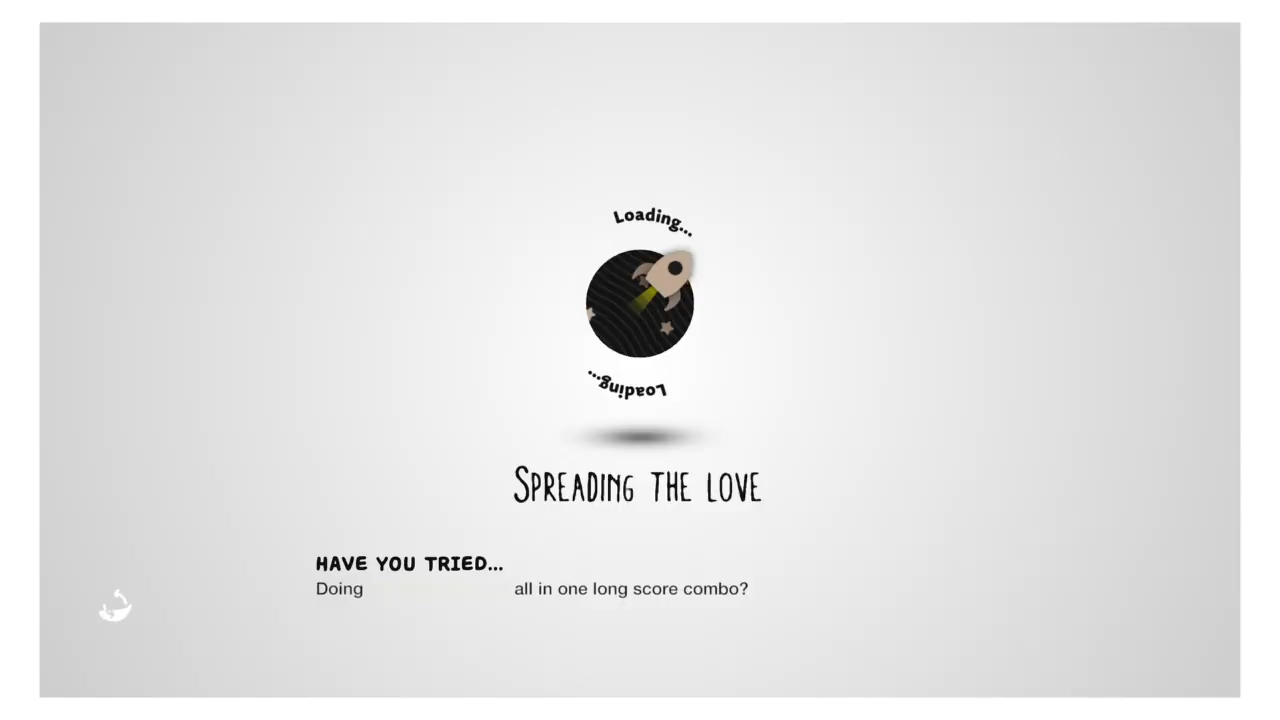 Loading...
Loading...
SPREADING THE LOVE
HAVE YOU TRIED...
Doing all in one long score combo?